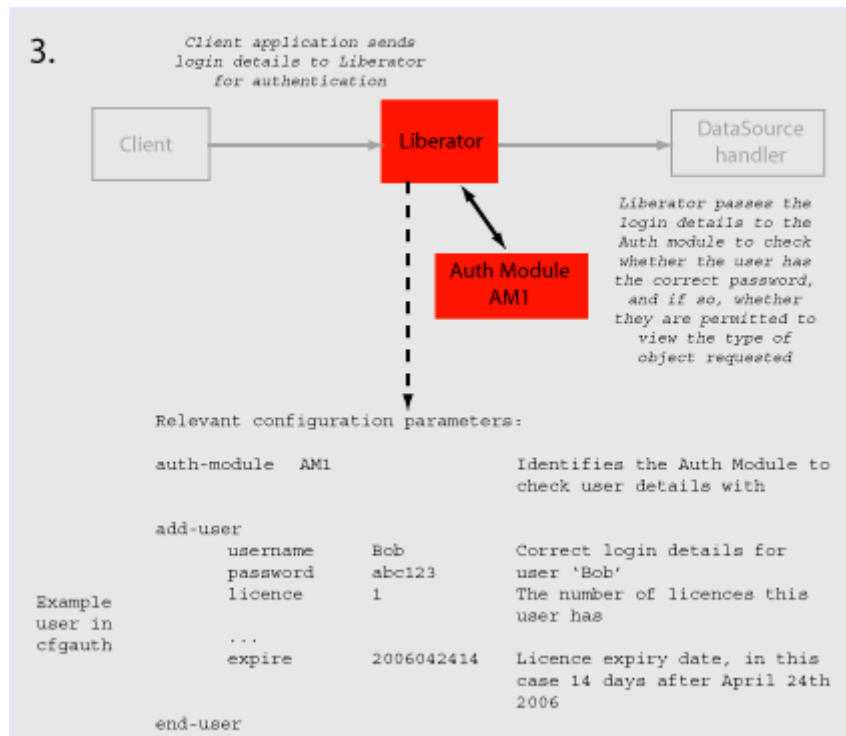 3.
Client application sends
login details to Liberator
for authentication
Client
Liberator
DataSource
handler
Auth Module
AM1
Liberator passes the
login details to the
Auth module to check
whether the user has
the correct password,
and if so, whether
they are permitted to
view the type of
object requested
Relevant configuration parameters:
auth-module AM1 Identifies the Auth Module to
check user details with
add-user
username Bob Correct login details for
password abc123 user ‘Bob’
licence 1 The number of licences this
user has
Example
user in
cfgauth
...
expire 2006042414 Licence expiry date, in this
case 14 days after April 24th
2006
end-user